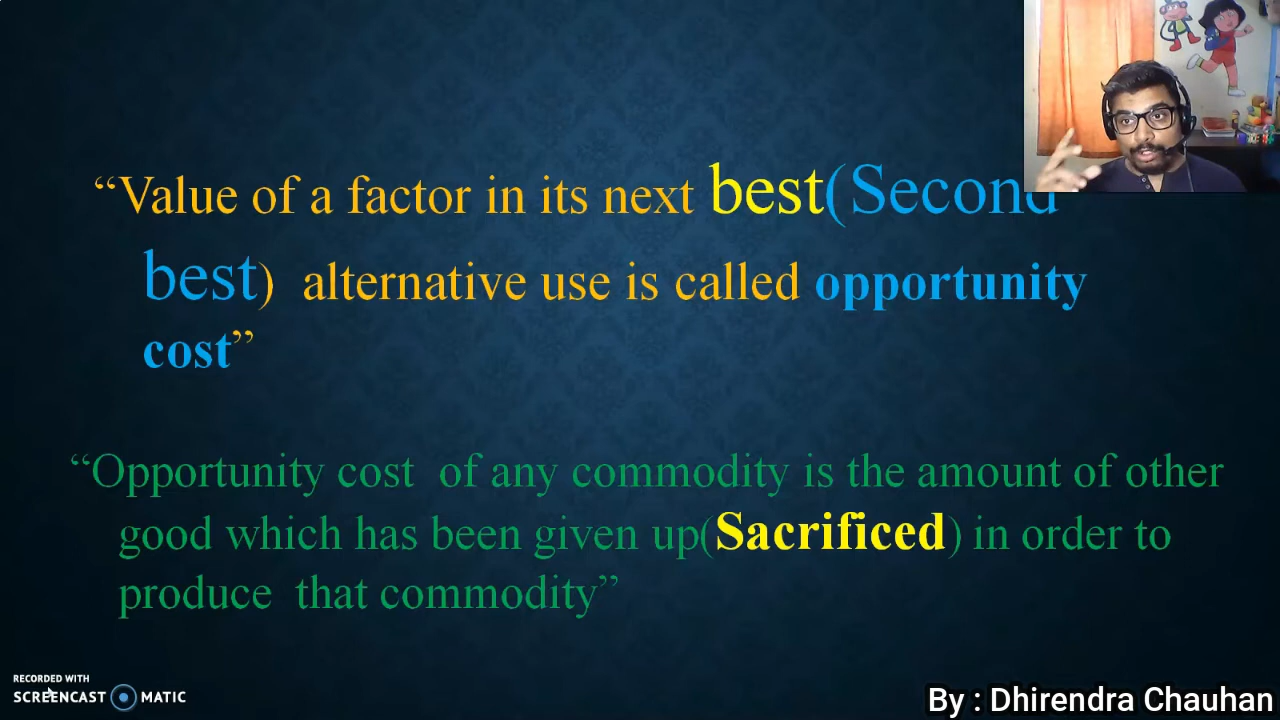 “Value of a factor in its next best(Second
best) alternative use is called opportunity
cost”
“Opportunity cost of any commodity is the amount of other
good which has been given up(Sacrificed) in order to
produce that commodity”
RECORDED WITH
SCREENCAST MATIC
By : Dhirendra Chauhan